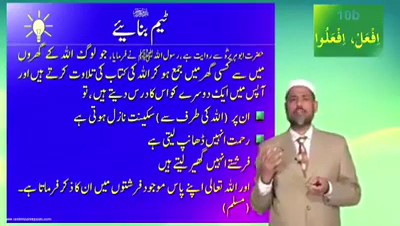 ٹیم بنائیے
10b
اِفْعَلْ، اِفْعَلُوا
حضرت ابوہریرہؓ سے روایت ہے، رسول اللہ ﷺ نے فرمایا، جو لوگ اللہ کے گھروں
میں سے کسی گھر میں جمع ہو کر اللہ کی کتاب کی تلاوت کرتے ہیں اور
آپس میں ایک دوسرے کو اس کا درس دیتے ہیں، تو
ان پر (اللہ کی طرف سے) سکینت نازل ہوتی ہے
رحمت انہیں ڈھانپ لیتی ہے
فرشتے انہیں گھیر لیتے ہیں
اور اللہ تعالی اپنے پاس موجود فرشتوں میں ان کا ذکر فرماتا ہے۔
(مسلم)